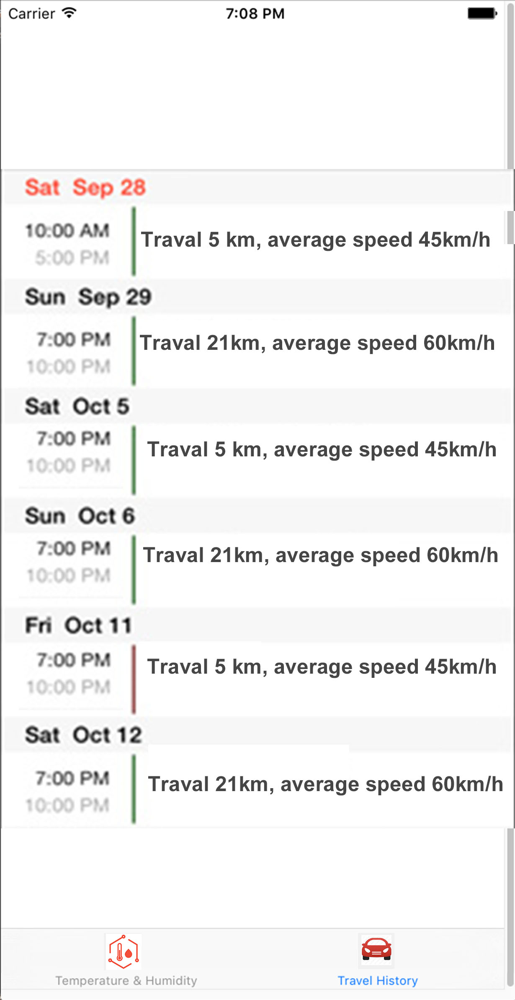 Carrier 7:08 PM
Sat Sep 28
10:00 AM
Traval 5 km, average speed 45km/h
5:00 PM
Sun Sep 29
7:00 PM
Traval 21km, average speed 60km/h
10:00 PM
Sat Oct 5
7:00 PM
Traval 5 km, average speed 45km/h
10:00 PM
Sun Oct 6
7:00 PM
Traval 21km, average speed 60km/h
10:00 PM
Fri Oct 11
7:00 PM
Traval 5 km, average speed 45km/h
10:00 PM
Sat Oct 12
7:00 PM
Traval 21km, average speed 60km/h
10:00 PM
Temperature & Humidity Travel History